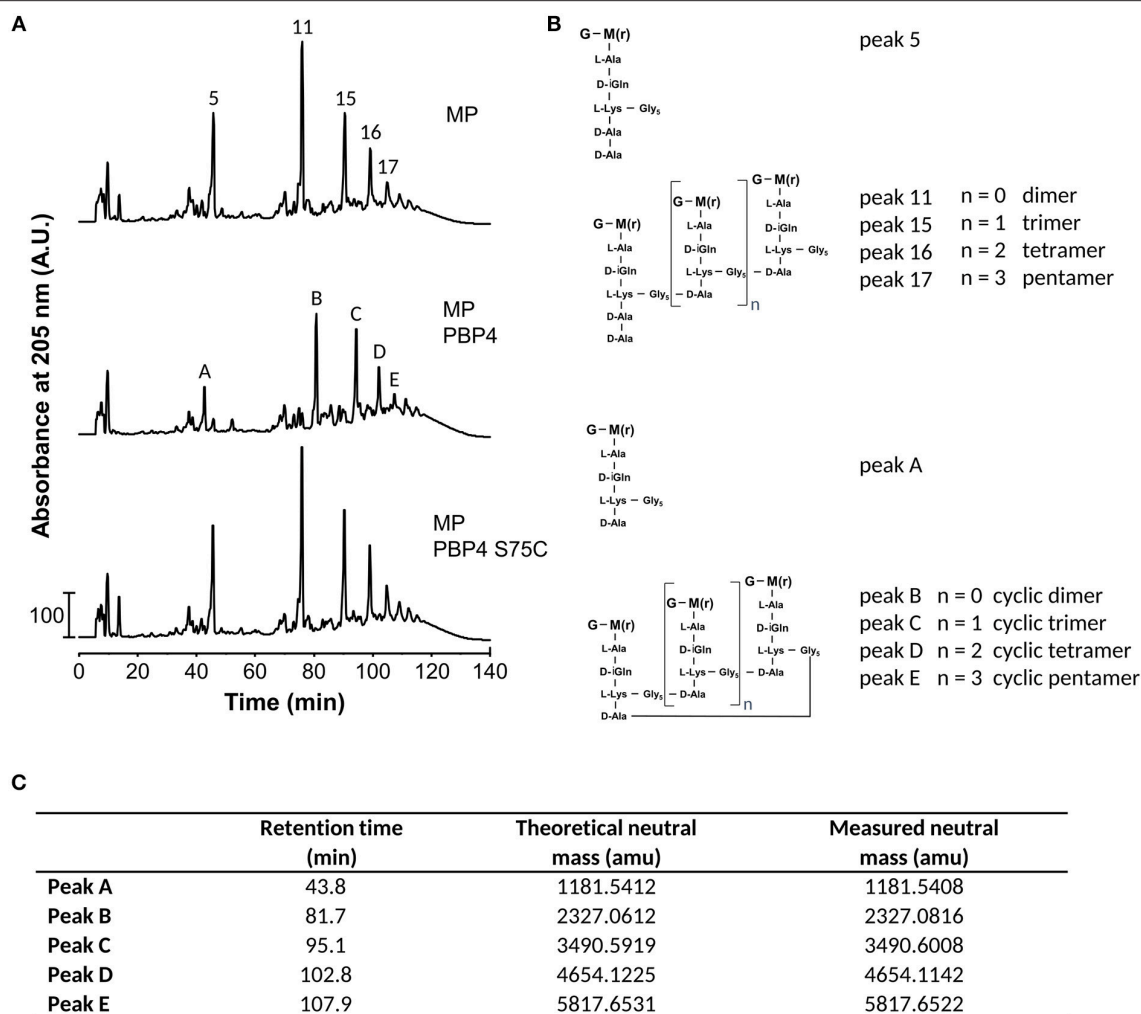 A
11
5
15
16
17
MP
B
C
D
A
E
MP
PBP4
MP
PBP4 S75C
100
0 20 40 60 80 100 120 140
Time (min)
Absorbance at 205 nm (A.U.)
B
G – M(r)
L-Ala
D-iGln
L-Lys – Gly5
D-Ala
D-Ala
peak 5
G – M(r)
L-Ala
D-iGln
L-Lys – Gly5
D-Ala
D-Ala
G – M(r)
L-Ala
D-iGln
L-Lys – Gly5
D-Ala
n
G – M(r)
L-Ala
D-iGln
L-Lys – Gly5
D-Ala
peak 11 n = 0 dimer
peak 15 n = 1 trimer
peak 16 n = 2 tetramer
peak 17 n = 3 pentamer
G – M(r)
L-Ala
D-iGln
L-Lys – Gly5
D-Ala
peak A
G – M(r)
L-Ala
D-iGln
L-Lys – Gly5
D-Ala
G – M(r)
L-Ala
D-iGln
L-Lys – Gly5
D-Ala
n
G – M(r)
L-Ala
D-iGln
L-Lys – Gly5
D-Ala
peak B n = 0 cyclic dimer
peak C n = 1 cyclic trimer
peak D n = 2 cyclic tetramer
peak E n = 3 cyclic pentamer
C
Retention time Theoretical neutral Measured neutral
(min) mass (amu) mass (amu)
Peak A 43.8 1181.5412 1181.5408
Peak B 81.7 2327.0612 2327.0816
Peak C 95.1 3490.5919 3490.6008
Peak D 102.8 4654.1225 4654.1142
Peak E 107.9 5817.6531 5817.6522